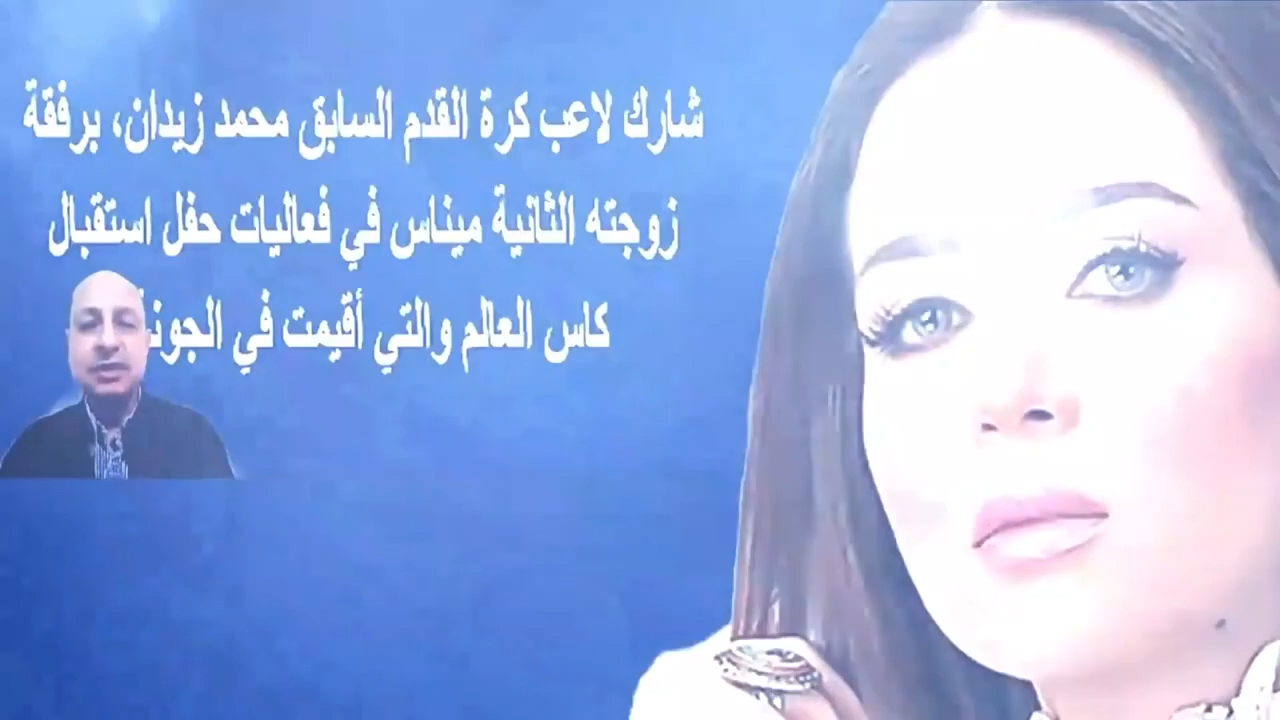 شارك لاعب كرة القدم السابق محمد زيدان، برفقة
زوجته الثانية ميناس في فعاليات حفل استقبال
كاس العالم والتي أقيمت في